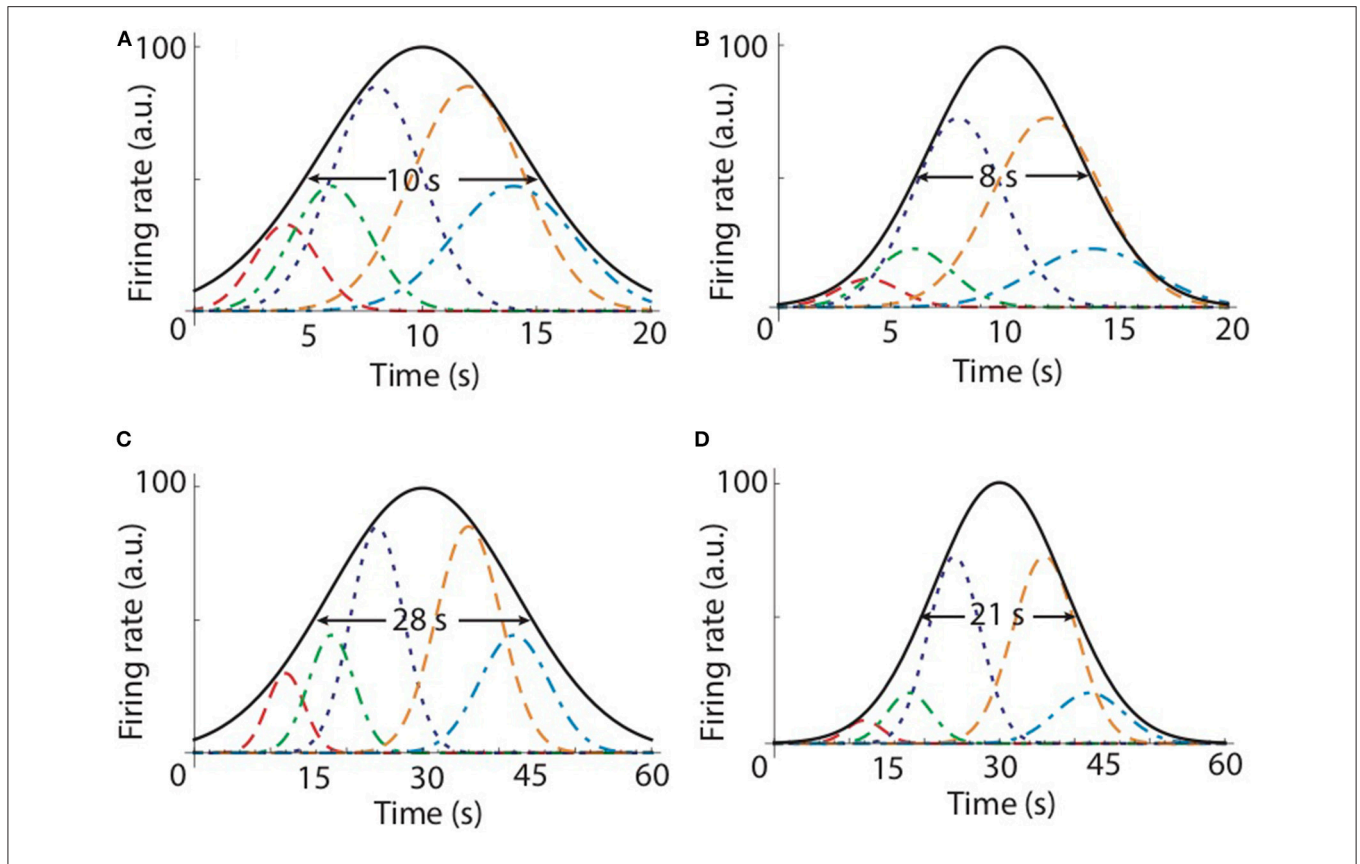 A
100
Firing rate (a.u.)
10 s
0 5 10 15 20
Time (s)
B
100
Firing rate (a.u.)
8 s
0 5 10 15 20
Time (s)
C
100
Firing rate (a.u.)
28 s
0 15 30 45 60
Time (s)
D
100
Firing rate (a.u.)
21 s
0 15 30 45 60
Time (s)